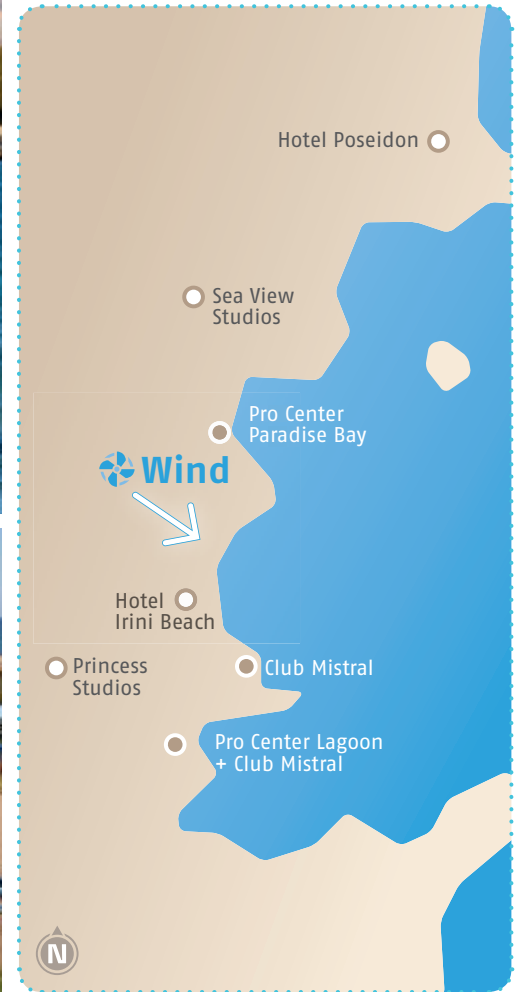 Hotel Poseidon
Sea View
Studios
Pro Center
Paradise Bay
Wind
Hotel
Irini Beach
Princess
Studios
Club Mistral
Pro Center Lagoon
+ Club Mistral
N